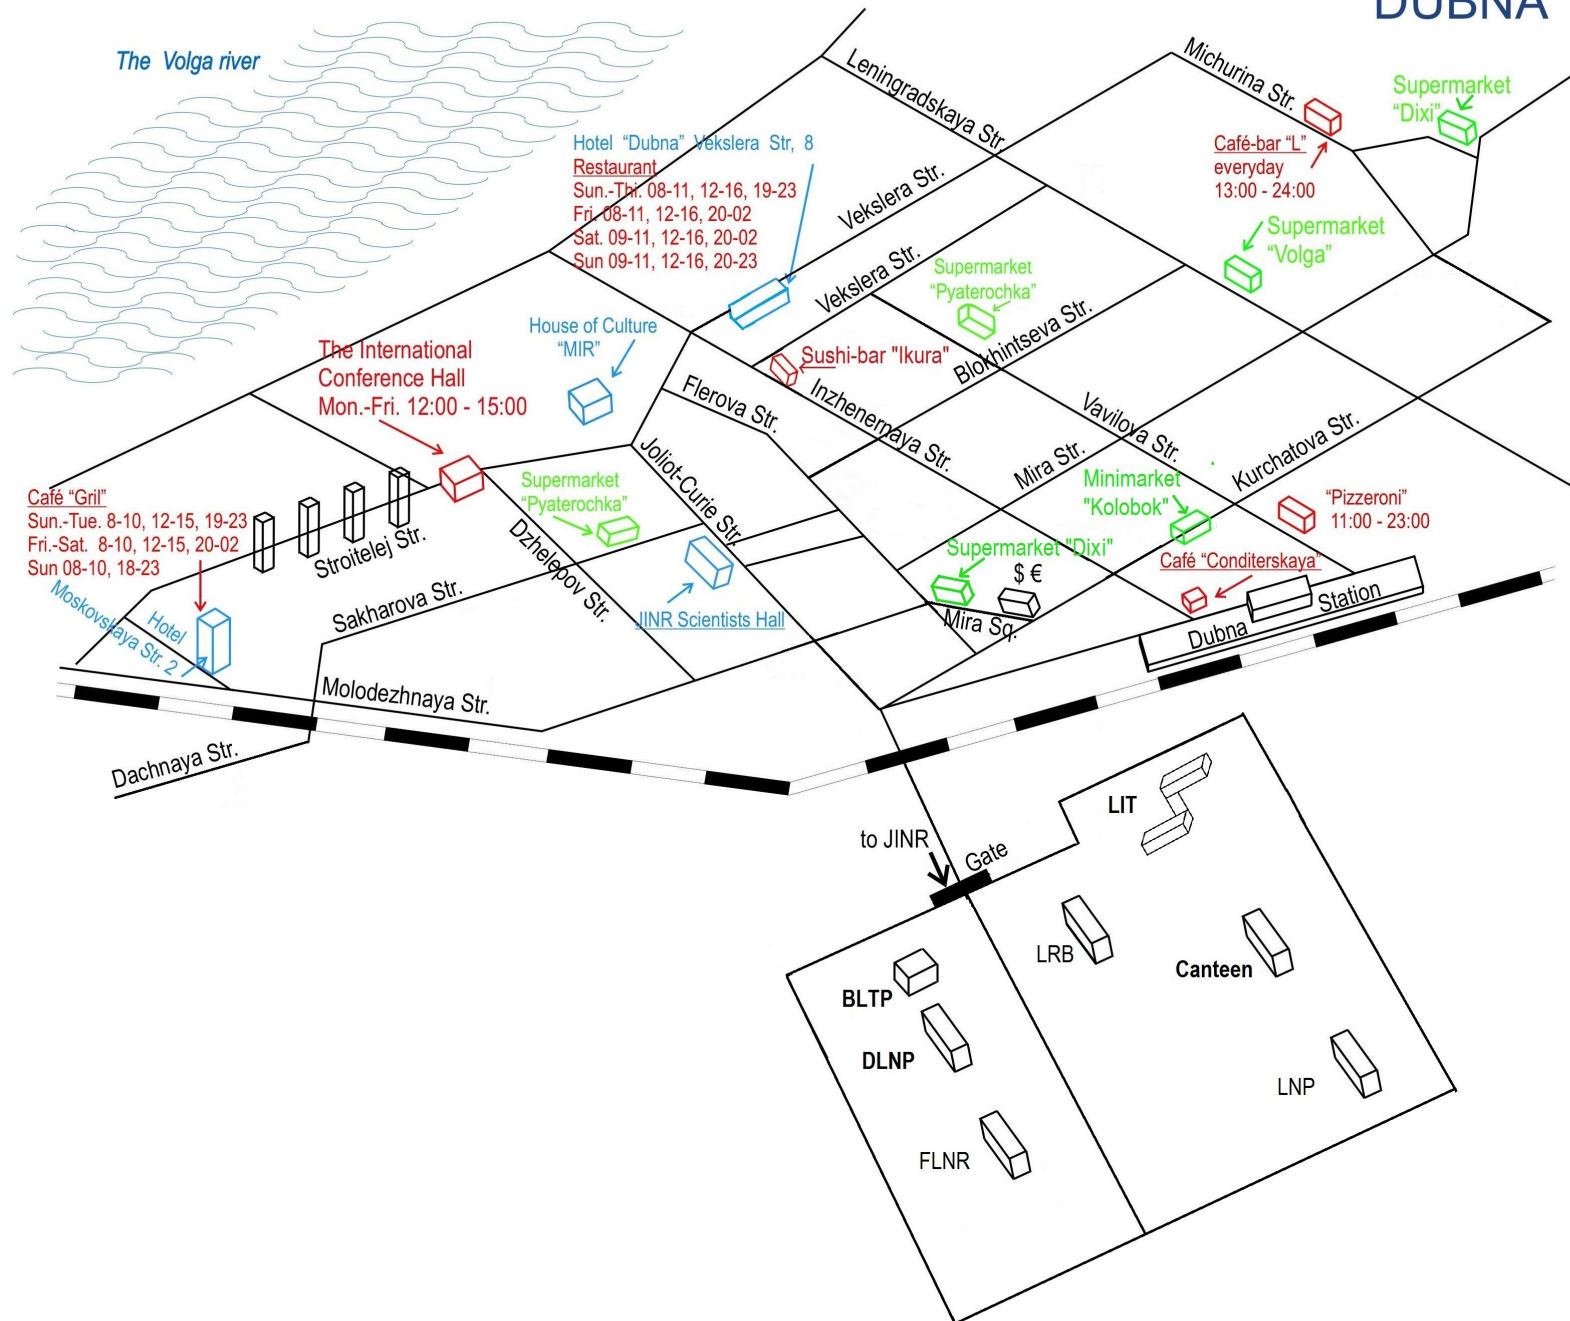 DUBNA
The Volga river
Leningradskaya Str
Michurina Str.
Supermarket
"Dixi"
Café-bar "L"
everyday
13:00 - 24:00
Hotel "Dubna" Vekslera Str, 8
Restaurant
Sun.-Thi. 08-11, 12-16, 19-23
Fri. 08-11, 12-16, 20-02
Sat. 09-11, 12-16, 20-02
Sun 09-11, 12-16, 20-23
Vekslera Str.
Vekslera Str.
Supermarket
"Volga"
Supermarket
"Pyaterochka"
House of Culture
"MIR"
Blokhintseva Str.
The International
Conference Hall
Mon.-Fri. 12:00 - 15:00
Sushi-bar "Ikura"
Flerova Str.
Inzhenernaya Str.
Vavilova Str.
Mira Str.
Kurchatova Str.
Joliot-Curie Str.
Supermarket
"Pyaterochka"
Minimarket
"Kolobok"
"Pizzeroni"
11:00 - 23:00
Café "Gril"
Sun.-Tue. 8-10, 12-15, 19-23
Fri.-Sat. 8-10, 12-15, 20-02
Sun 08-10, 18-23
Stroitelej Str.
Dzhelepov Str.
Supermarket "Dixi"
$ €
Café "Conditerskaya"
Mira Sq.
Dubna Station
Sakharova Str.
JINR Scientists Hall
Hotel
Moskovskaya Str. 2
Molodezhnaya Str.
Dachnaya Str.
to JINR
Gate
LIT
LRB
Canteen
BLTP
DLNP
LNP
FLNR